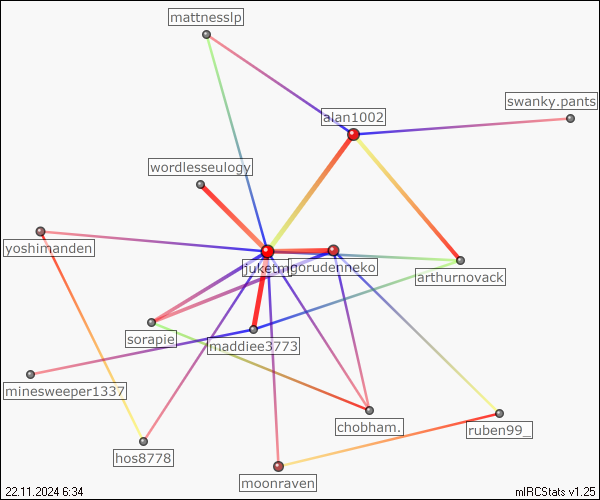 mattnesslp
swanky.pants
alan1002
wordlesseulogy
yoshimanden
gorudenneko
arthurnovack
sorapie
maddiee3773
minesweeper1337
chobham.
ruben99_
hos8778
moonraven
22.11.2024 6:34
mIRCStats v1.25